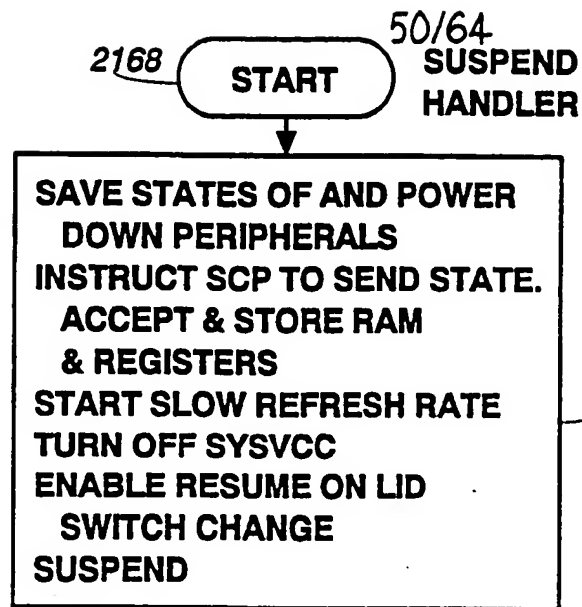 50/64
2168
START
SUSPEND
HANDLER
SAVE STATES OF AND POWER
DOWN PERIPHERALS
INSTRUCT SCP TO SEND STATE.
ACCEPT & STORE RAM
& REGISTERS
START SLOW REFRESH RATE
TURN OFF SYSVCC
ENABLE RESUME ON LID
SWITCH CHANGE
SUSPEND